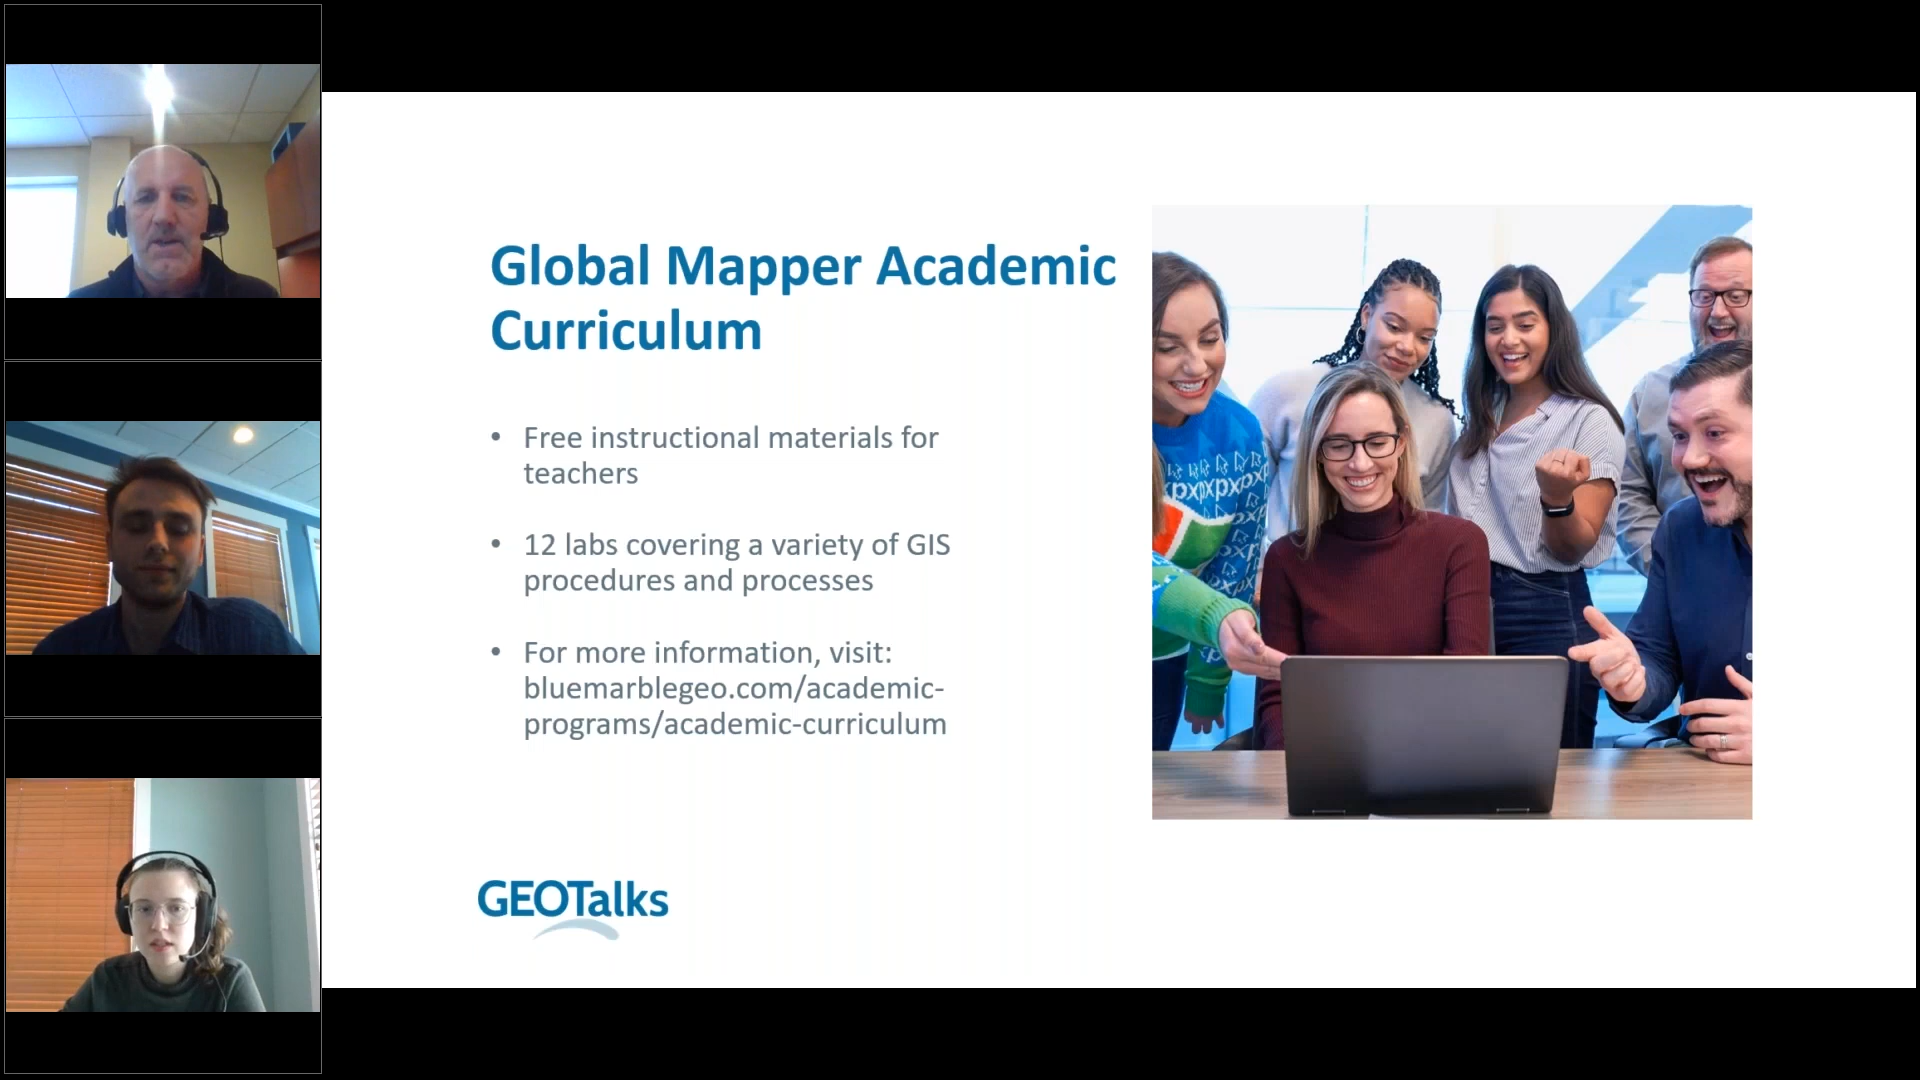 Global Mapper Academic
Curriculum
• Free instructional materials for
teachers
• 12 labs covering a variety of GIS
procedures and processes
• For more information, visit:
bluemarblegeo.com/academic-
programs/academic-curriculum
GEOTalks